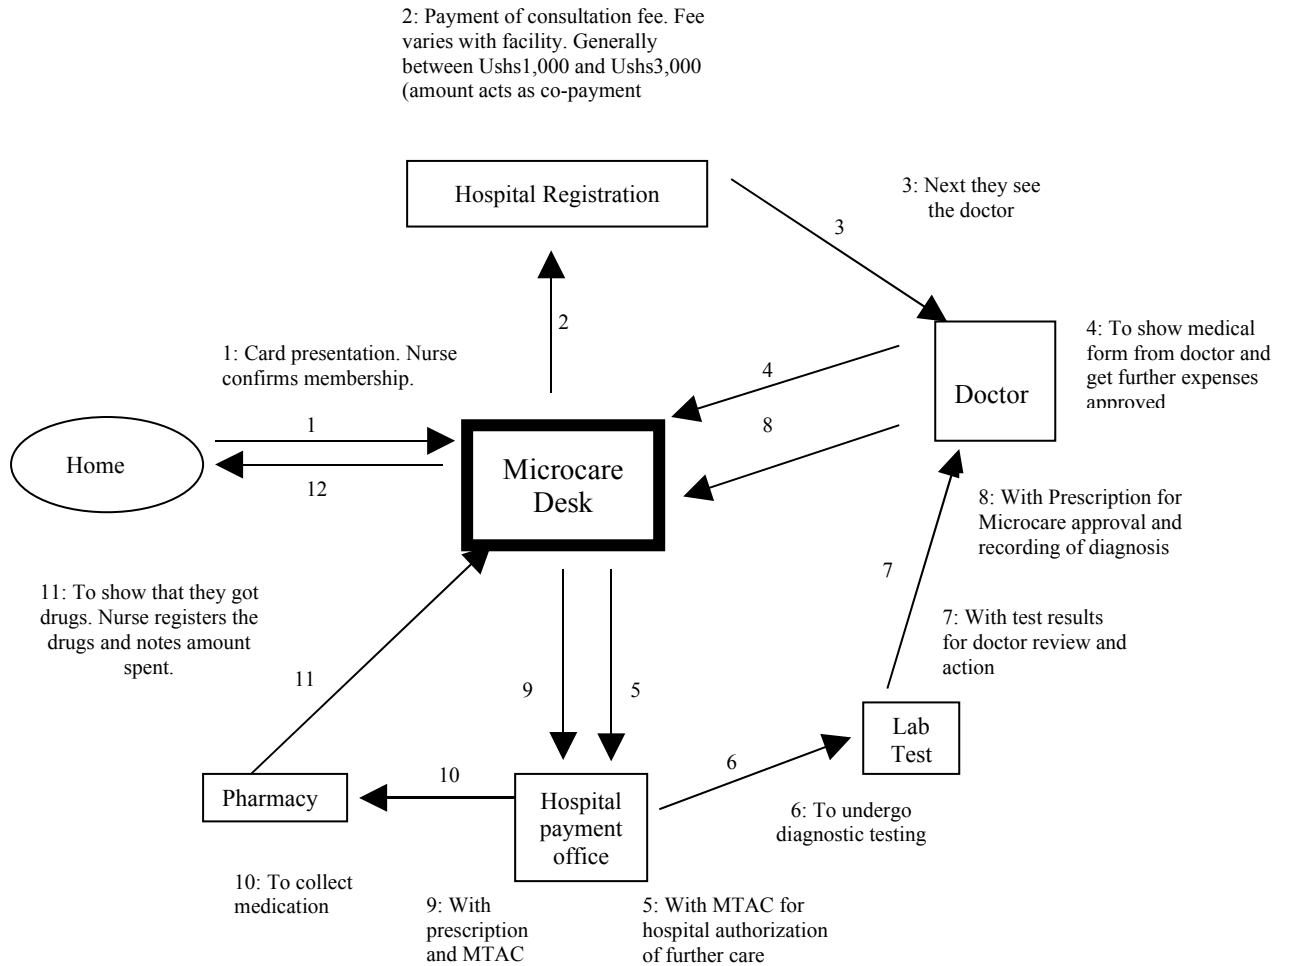 2: Payment of consultation fee. Fee
varies with facility. Generally
between Ushs1,000 and Ushs3,000
(amount acts as co-payment
Hospital Registration
3: Next they see
the doctor
3
2
1: Card presentation. Nurse
confirms membership.
4
4: To show medical
form from doctor and
get further expenses
approved
Doctor
1
8
Home
12
Microcare
Desk
8: With Prescription for
Microcare approval and
recording of diagnosis
7
11: To show that they got
drugs. Nurse registers the
drugs and notes amount
spent.
7: With test results
for doctor review and
action
11
9
5
Lab
Test
6
10
Pharmacy
Hospital
payment
office
6: To undergo
diagnostic testing
10: To collect
medication
9: With
prescription
and MTAC
5: With MTAC for
hospital authorization
of further care